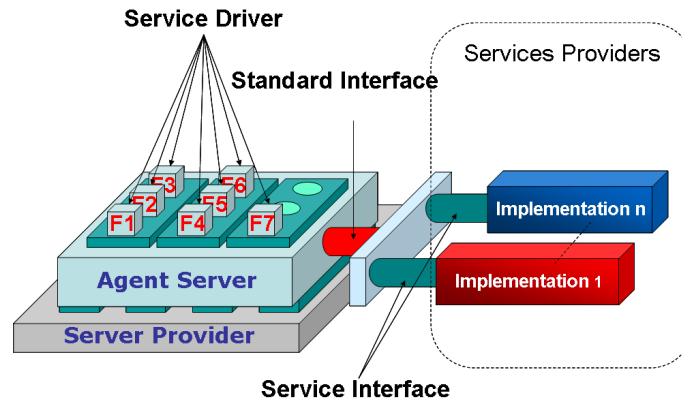 Service Driver
Standard Interface
Services Providers
F3
F6
F2
F5
F1
F4
F7
Implementation n
Implementation 1
Agent Server
Server Provider
Service Interface